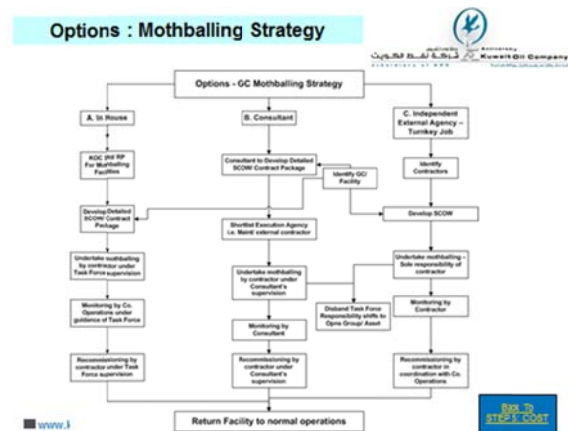 Options : Mothballing Strategy
Anniversary
شركة نفط الكويت
Kuwait Oil Company
Options - GC Mothballing Strategy
A. In House
B. Consultant
C. Independent
External Agency –
Turnkey Job
KOC
RP
For Mothballing
Facilities
Consultant to Develop Detailed
SCOW/ Contract Package
Identify GC/
Facility
Identify
Contractors
Develop Detailed
SCOW/ Contract
Package
Shortlist Execution Agency
i.e. Maint/ external contractor
Develop SCOW
Undertake mothballing
by contractor under
Task Force supervision
Undertake mothballing
by contractor under
Consultant's
supervision
Undertake mothballing –
Sole responsibility of
contractor
Disband Task Force
Responsibility shifts to
Opns Group/ Asset
Monitoring by Co.
Operations under
guidance of Task Force
Monitoring by
Consultant
Monitoring by
Contractor
Recommissioning by
contractor under Task
Force supervision
Recommissioning by
contractor under
Consultant's
supervision
Recommissioning by
contractor in
coordination with Co.
Operations
Return Facility to normal operations
www.k
Back To
STEPS COST